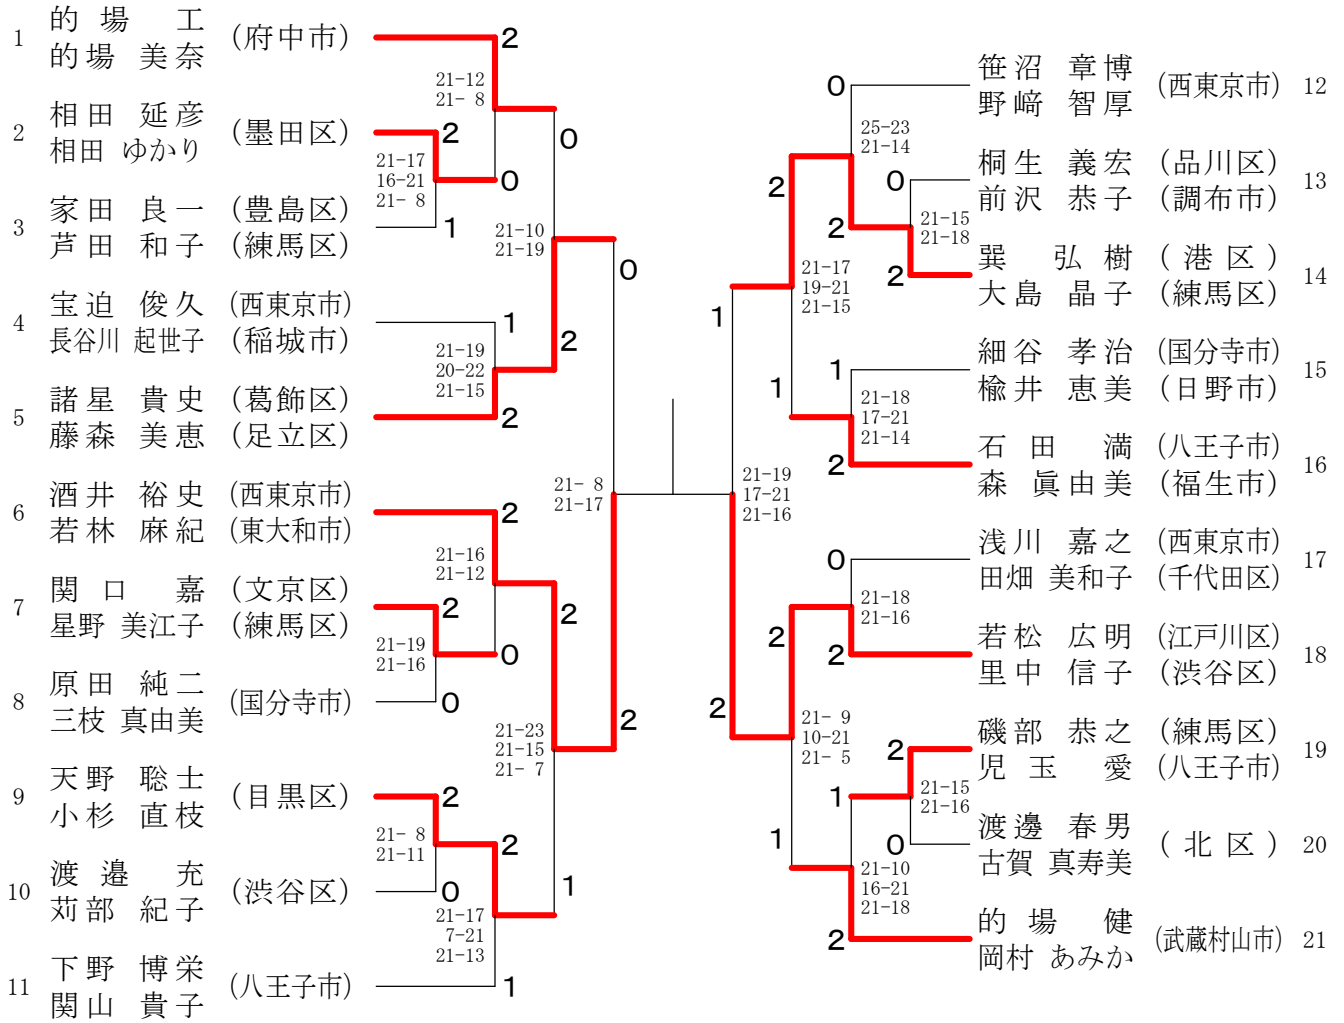 1 的場 工 (府中市)
的場 美奈
2 相田 延彦 (墨田区)
相田 ゆかり
3 家田 良一 (豊島区)
芦田 和子 (練馬区)
4 宝迫 俊久 (西東京市)
長谷川 起世子 (稲城市)
5 諸星 貴史 (葛飾区)
藤森 美恵 (足立区)
6 酒井 裕史 (西東京市)
若林 麻紀 (東大和市)
7 関口 嘉 (文京区)
星野 美江子 (練馬区)
8 原田 純二 (国分寺市)
三枝 真由美
9 天野 聡士 (目黒区)
小杉 直枝
10 渡邉 充 (渋谷区)
苅部 紀子
11 下野 博栄 (八王子市)
関山 貴子
2
21-12
21- 8
2
21-17
16-21
21- 8
0
1
0
21-10
21-19
1
21-19
20-22
21-15
2
2
0
21- 8
21-17
2
21-16
21-12
2
21-19
21-16
0
0
2
21-23
21-15
21- 7
2
2
21- 8
21-11
2
0
1
21-17
7-21
21-13
1
笹沼 章博 (西東京市) 12
野﨑 智厚
桐生 義宏 (品川区) 13
前沢 恭子 (調布市)
巽 弘樹 (港区) 14
大島 晶子 (練馬区)
細谷 孝治 (国分寺市) 15
楡井 恵美 (日野市)
石田 満 (八王子市) 16
森 眞由美 (福生市)
浅川 嘉之 (西東京市) 17
田畑 美和子 (千代田区)
若松 広明 (江戸川区) 18
里中 信子 (渋谷区)
磯部 恭之 (練馬区) 19
児玉 愛 (八王子市)
渡邊 春男 (北区) 20
古賀 真寿美
的場 健 (武蔵村山市) 21
岡村 あみか
0
25-23
21-14
2
0
21-15
21-18
2
2
21-17
19-21
21-15
1
1
1
21-18
17-21
21-14
2
21-19
17-21
21-16
0
21-18
21-16
2
2
2
21- 9
10-21
21- 5
2
21-15
21-16
1
0
1
21-10
16-21
21-18
2